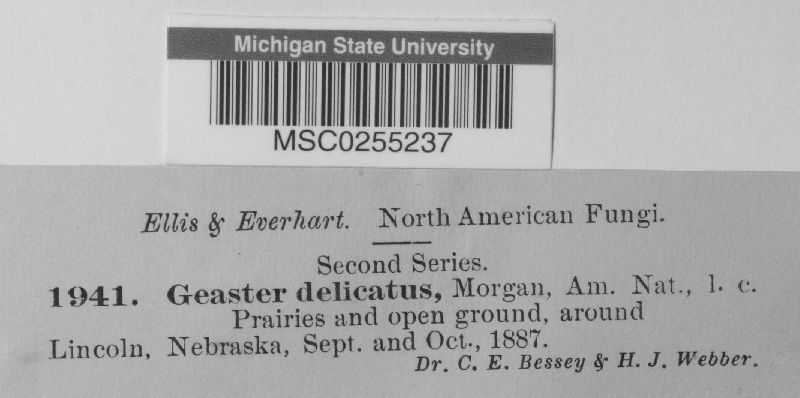 Michigan State University
MSC0255237
Ellis & Everhart. North American Fungi.
Second Series.
1941. Geaster delicatus, Morgan, Am. Nat., l. c.
Prairies and open ground, around
Lincoln, Nebraska, Sept. and Oct., 1887.
Dr. C. E. Bessey & H. J. Webber.